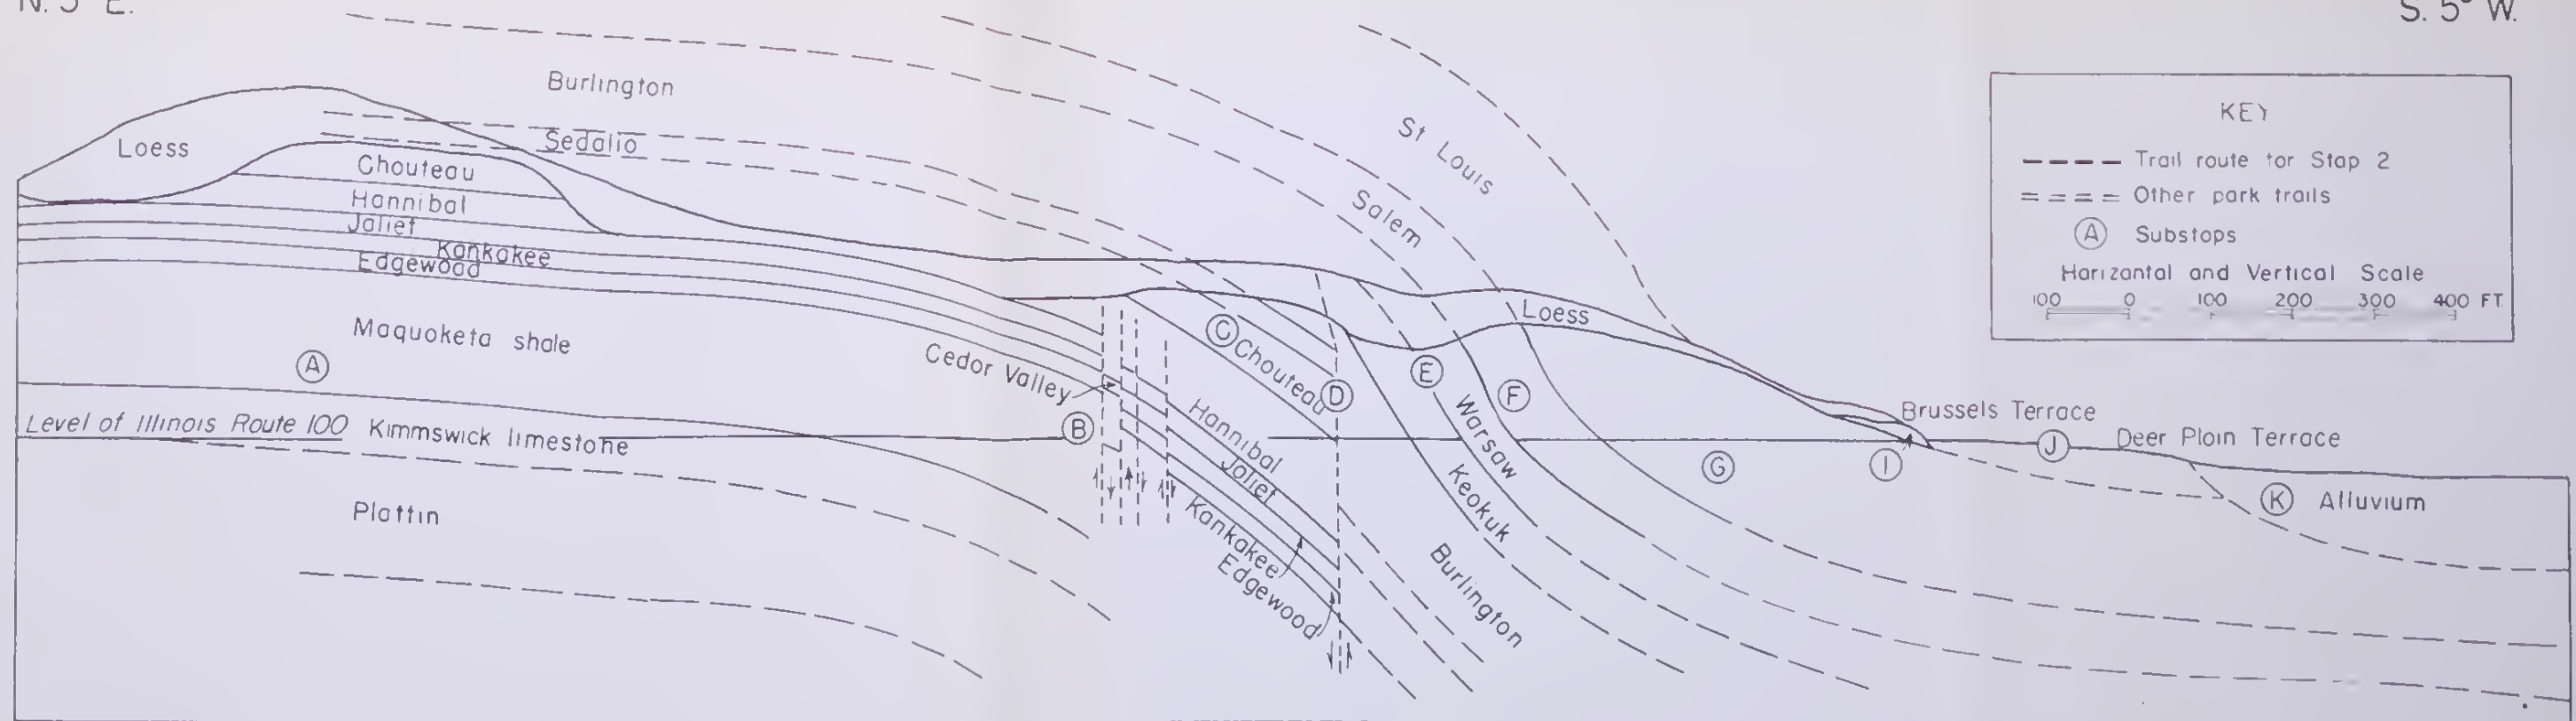 N. 5° E.
S. 5° W.
Burlington
St Louis
Salem
Sedalia
Loess
Chouteau
Hannibal
Joliet
Kankakee
Edgewood
Maquoketa shale
A
Cedar Valley
Level of Illinois Route 100
Kimmswick limestone
Plattin
B
C
Chouteau
D
Hannibal
Joliet
Kankakee
Edgewood
E
Warsaw
Keokuk
Burlington
F
Loess
G
I
Brussels Terrace
J
Deer Plain Terrace
K
Alluvium
KEY
Trail route for Stop 2
Other park trails
A Substops
Horizontal and Vertical Scale
100 0 100 200 300 400 FT.